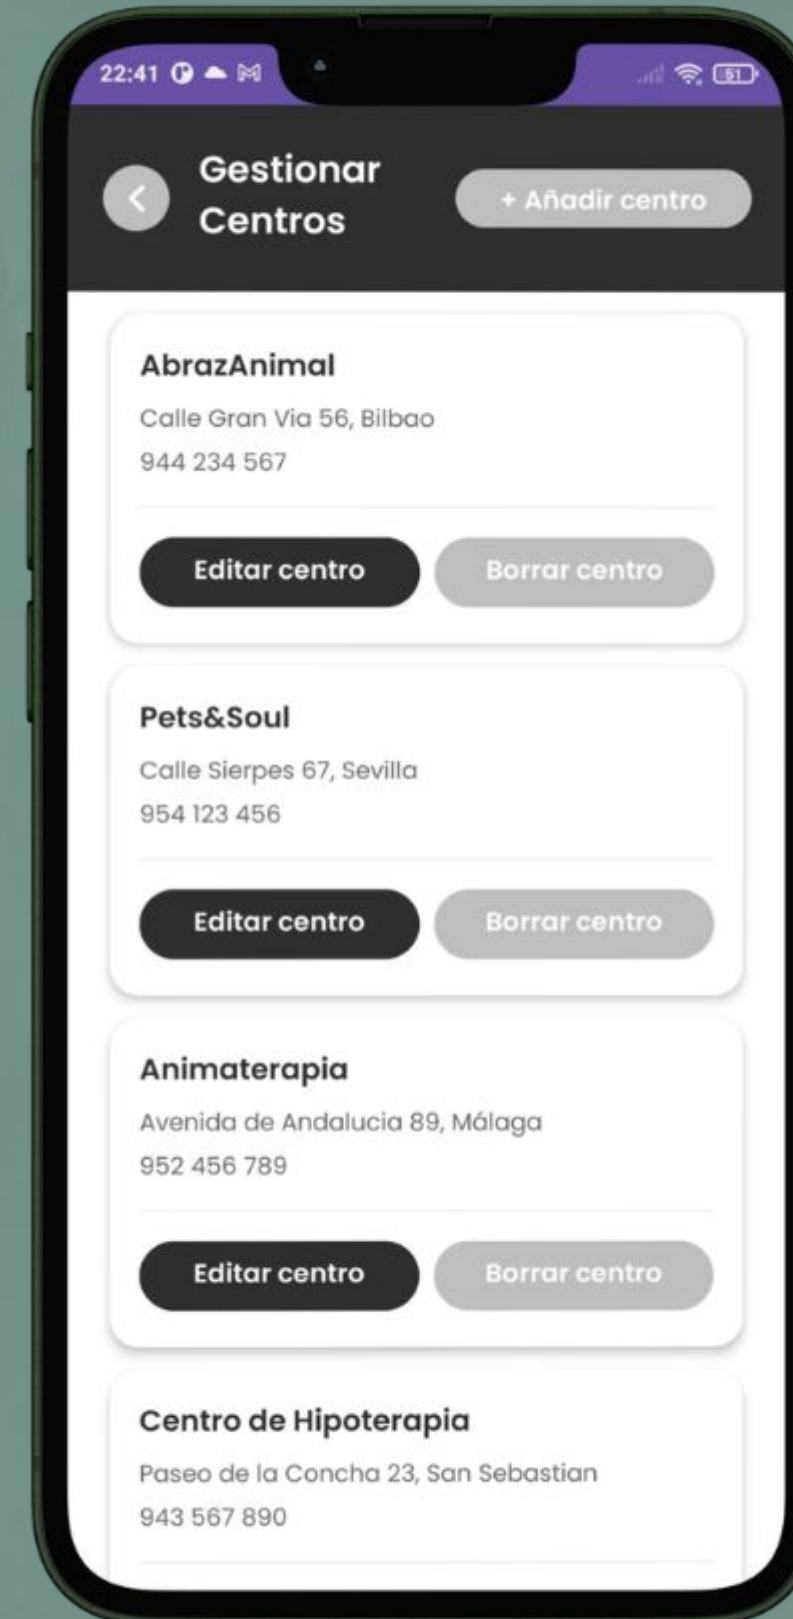 22:41
51
Gestionar
Centros
+ Añadir centro
AbrazAnimal
Calle Gran Via 56, Bilbao
944 234 567
Editar centro
Borrar centro
Pets&Soul
Calle Sierpes 67, Sevilla
954 123 456
Editar centro
Borrar centro
Animaterapia
Avenida de Andalucia 89, Málaga
952 456 789
Editar centro
Borrar centro
Centro de Hipoterapia
Paseo de la Concha 23, San Sebastian
943 567 890